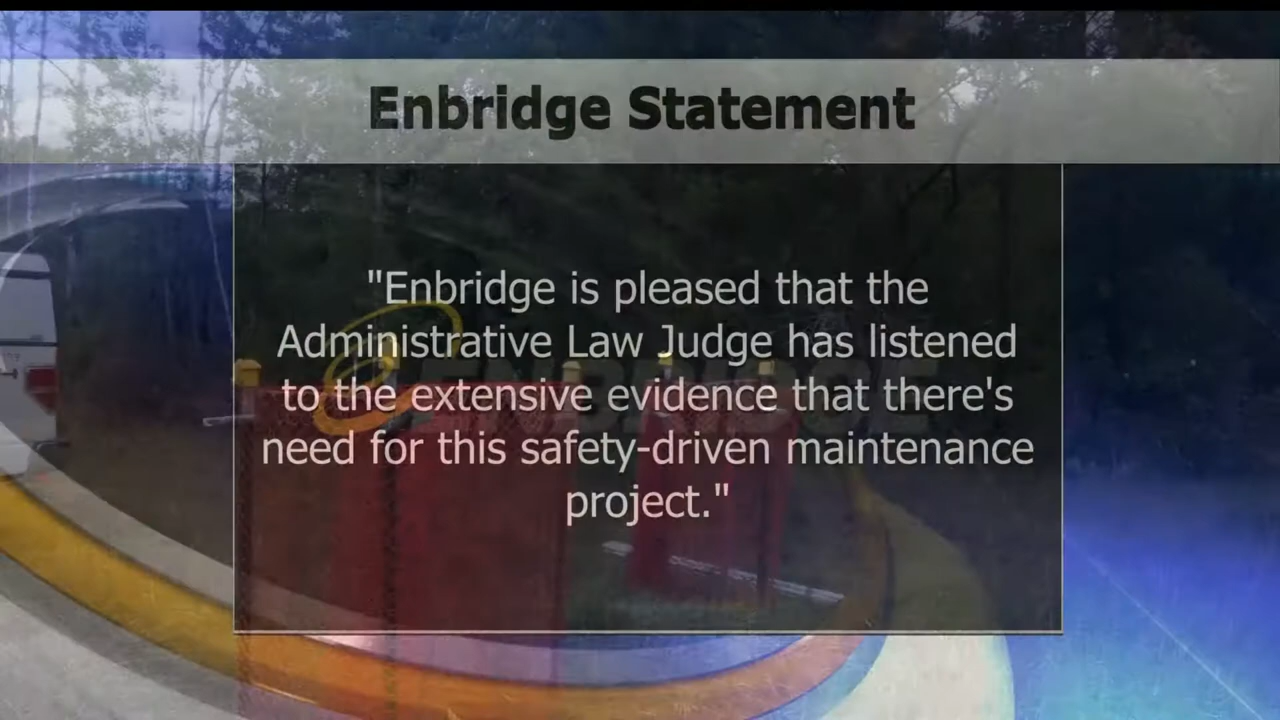 Enbridge Statement
"Enbridge is pleased that the
Administrative Law Judge has listened
to the extensive evidence that there's
need for this safety-driven maintenance
project."
ENBRIDGE